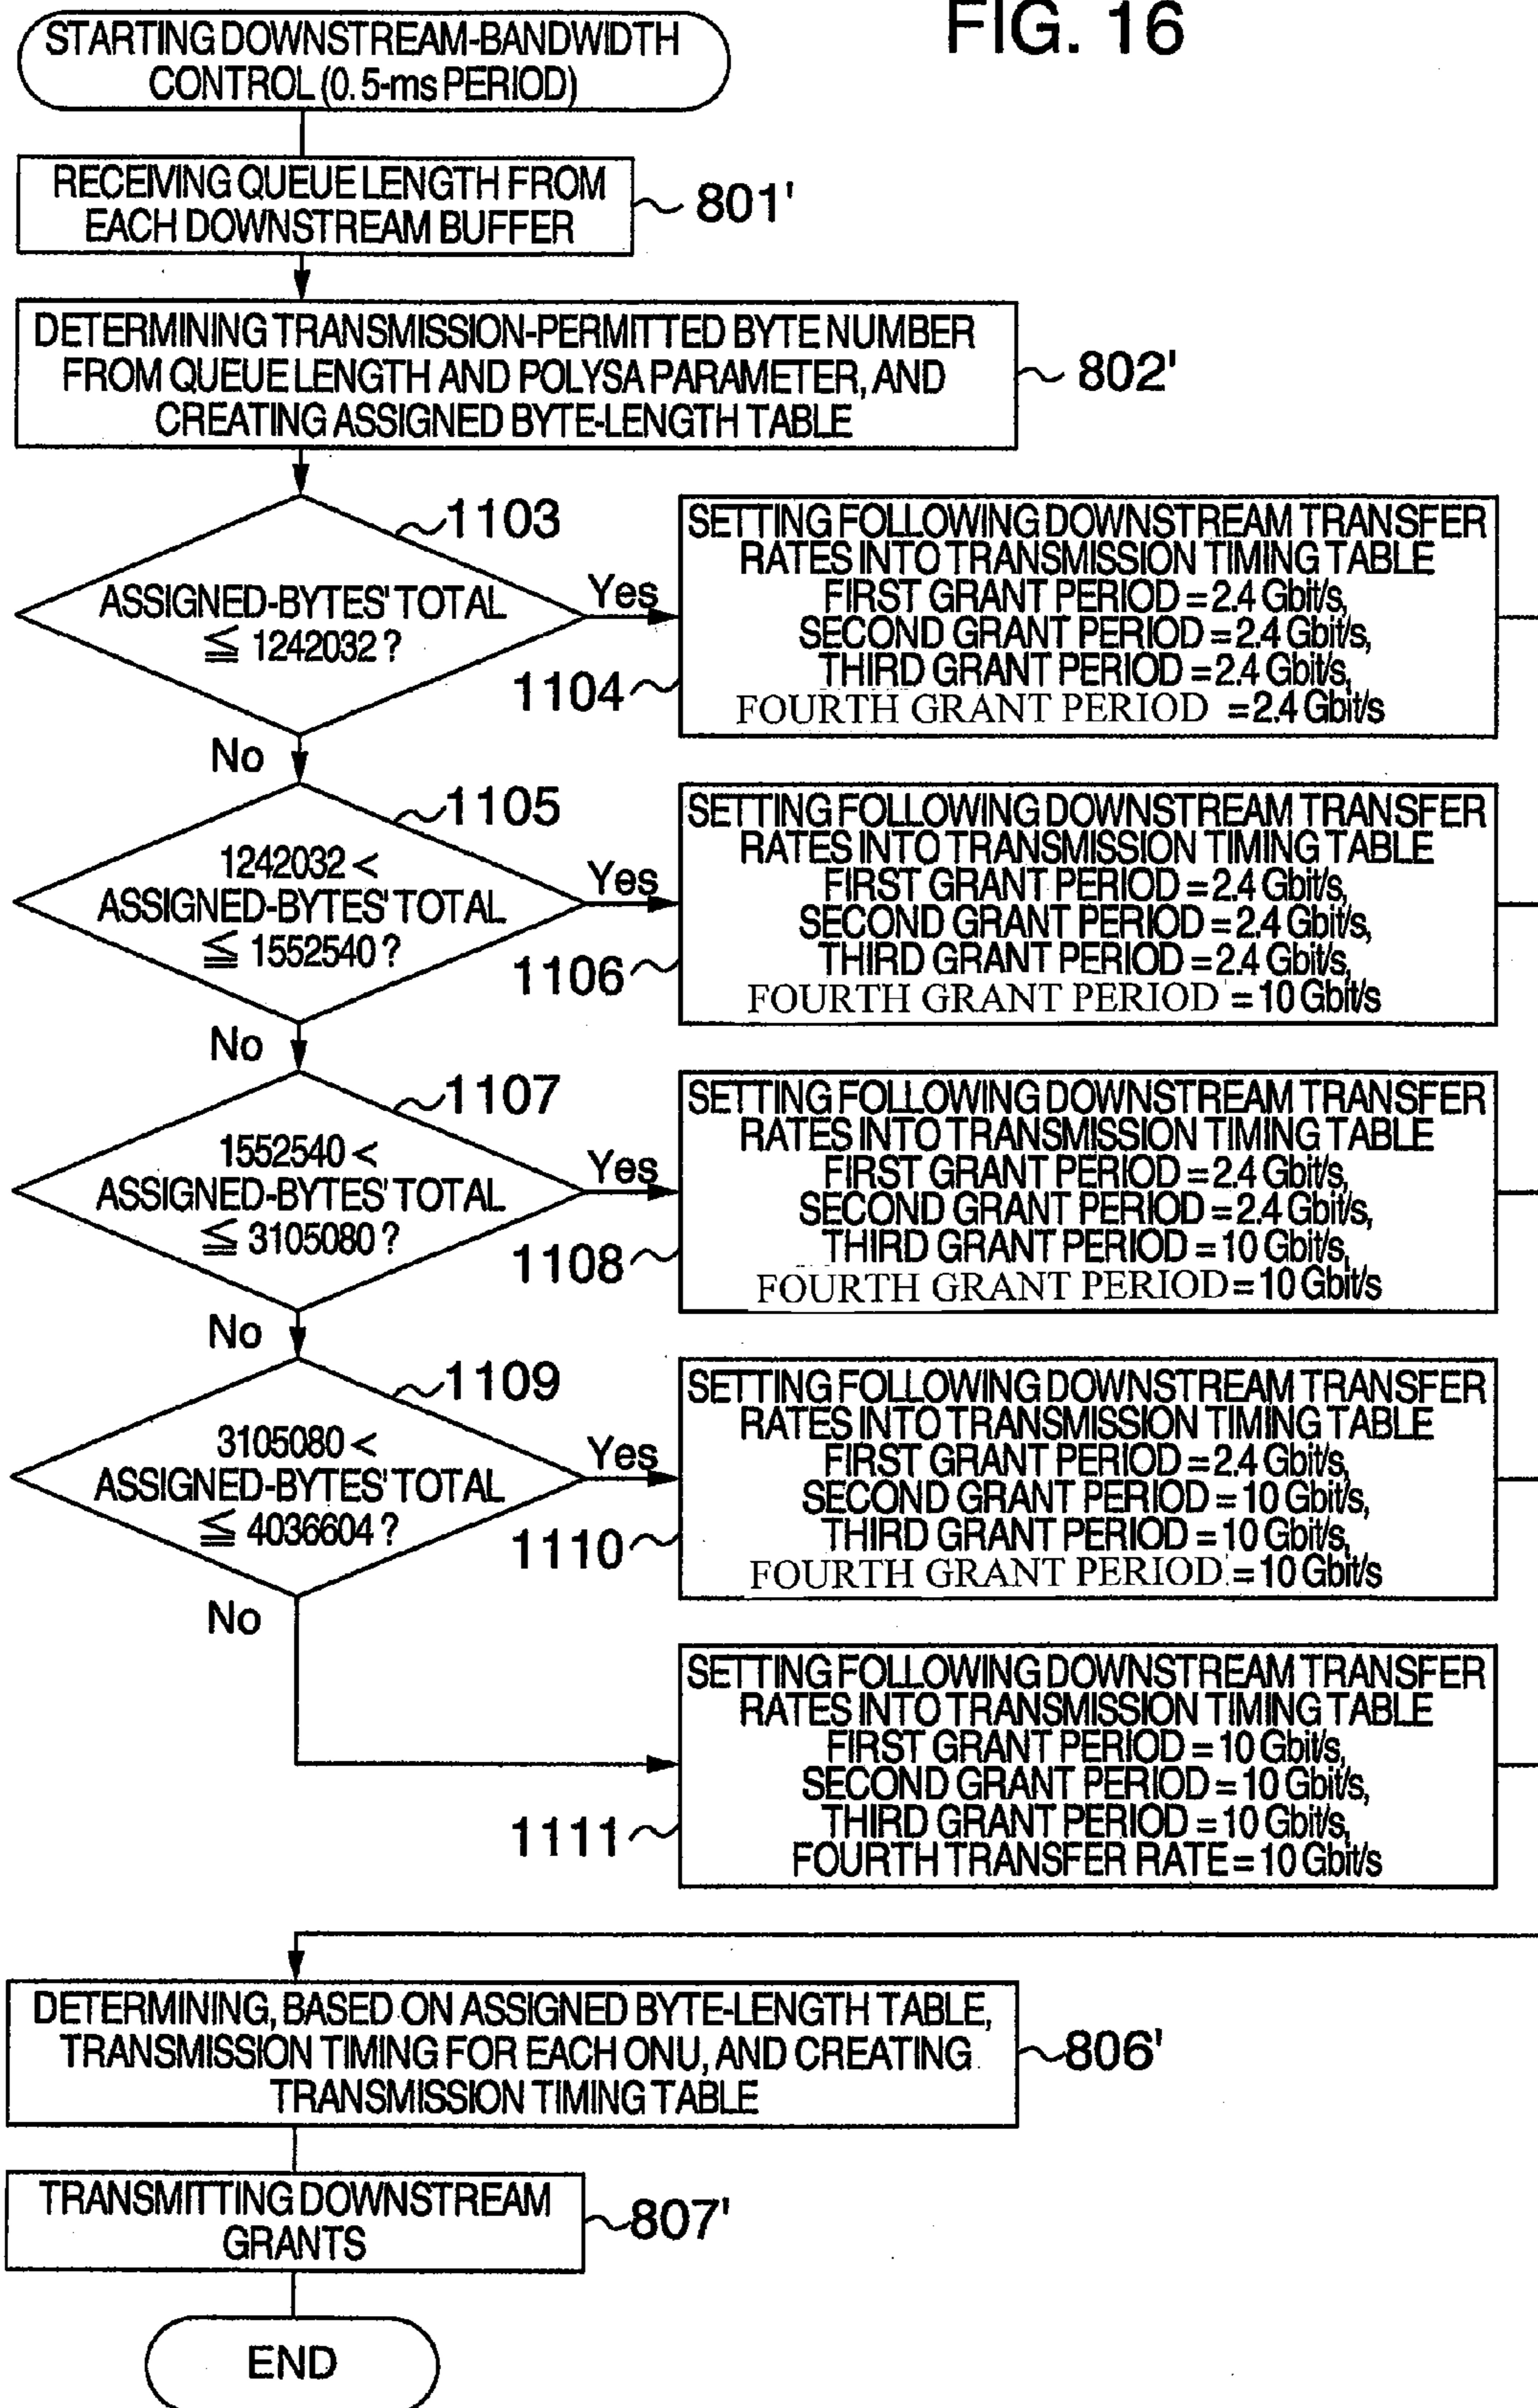 FIG. 16
STARTING DOWNSTREAM-BANDWIDTH
CONTROL (0.5-ms PERIOD)
RECEIVING QUEUE LENGTH FROM
EACH DOWNSTREAM BUFFER
801'
DETERMINING TRANSMISSION-PERMITTED BYTE NUMBER
FROM QUEUE LENGTH AND POLYSA PARAMETER, AND
CREATING ASSIGNED BYTE-LENGTH TABLE
802'
1103
ASSIGNED-BYTES' TOTAL
≦ 1242032 ?
Yes
No
1104
SETTING FOLLOWING DOWNSTREAM TRANSFER
RATES INTO TRANSMISSION TIMING TABLE
FIRST GRANT PERIOD = 2.4 Gbit/s,
SECOND GRANT PERIOD = 2.4 Gbit/s,
THIRD GRANT PERIOD = 2.4 Gbit/s,
FOURTH GRANT PERIOD = 2.4 Gbit/s
1105
1242032 <
ASSIGNED-BYTES' TOTAL
≦ 1552540 ?
Yes
No
1106
SETTING FOLLOWING DOWNSTREAM TRANSFER
RATES INTO TRANSMISSION TIMING TABLE
FIRST GRANT PERIOD = 2.4 Gbit/s,
SECOND GRANT PERIOD = 2.4 Gbit/s,
THIRD GRANT PERIOD = 2.4 Gbit/s,
FOURTH GRANT PERIOD = 10 Gbit/s
1107
1552540 <
ASSIGNED-BYTES' TOTAL
≦ 3105080 ?
Yes
No
1108
SETTING FOLLOWING DOWNSTREAM TRANSFER
RATES INTO TRANSMISSION TIMING TABLE
FIRST GRANT PERIOD = 2.4 Gbit/s,
SECOND GRANT PERIOD = 2.4 Gbit/s,
THIRD GRANT PERIOD = 10 Gbit/s,
FOURTH GRANT PERIOD = 10 Gbit/s
1109
3105080 <
ASSIGNED-BYTES' TOTAL
≦ 4036604 ?
Yes
No
1110
SETTING FOLLOWING DOWNSTREAM TRANSFER
RATES INTO TRANSMISSION TIMING TABLE
FIRST GRANT PERIOD = 2.4 Gbit/s,
SECOND GRANT PERIOD = 10 Gbit/s,
THIRD GRANT PERIOD = 10 Gbit/s,
FOURTH GRANT PERIOD = 10 Gbit/s
1111
SETTING FOLLOWING DOWNSTREAM TRANSFER
RATES INTO TRANSMISSION TIMING TABLE
FIRST GRANT PERIOD = 10 Gbit/s,
SECOND GRANT PERIOD = 10 Gbit/s,
THIRD GRANT PERIOD = 10 Gbit/s,
FOURTH TRANSFER RATE = 10 Gbit/s
DETERMINING, BASED ON ASSIGNED BYTE-LENGTH TABLE,
TRANSMISSION TIMING FOR EACH ONU, AND CREATING
TRANSMISSION TIMING TABLE
806'
TRANSMITTING DOWNSTREAM
GRANTS
807'
END